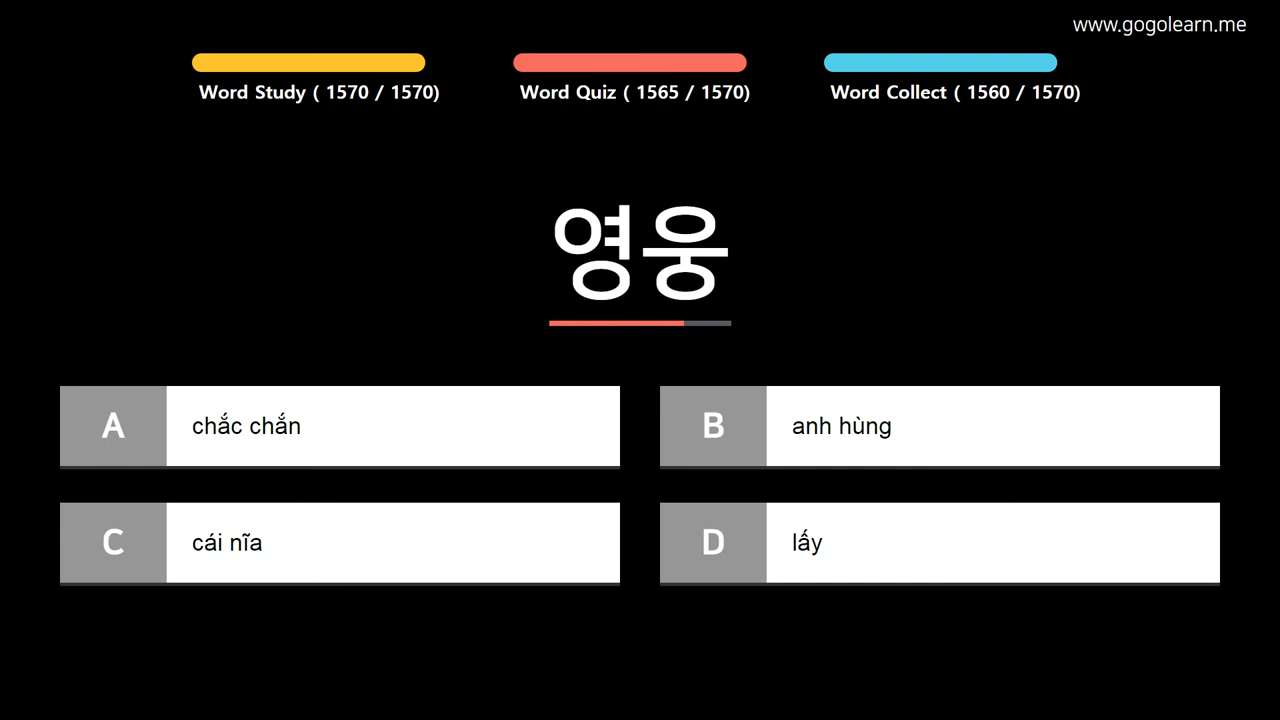 www.gogolearn.me
Word Study ( 1570 / 1570)
Word Quiz ( 1565 / 1570)
Word Collect ( 1560 / 1570)
영웅
A chắc chắn
B anh hùng
C cái nĩa
D lấy